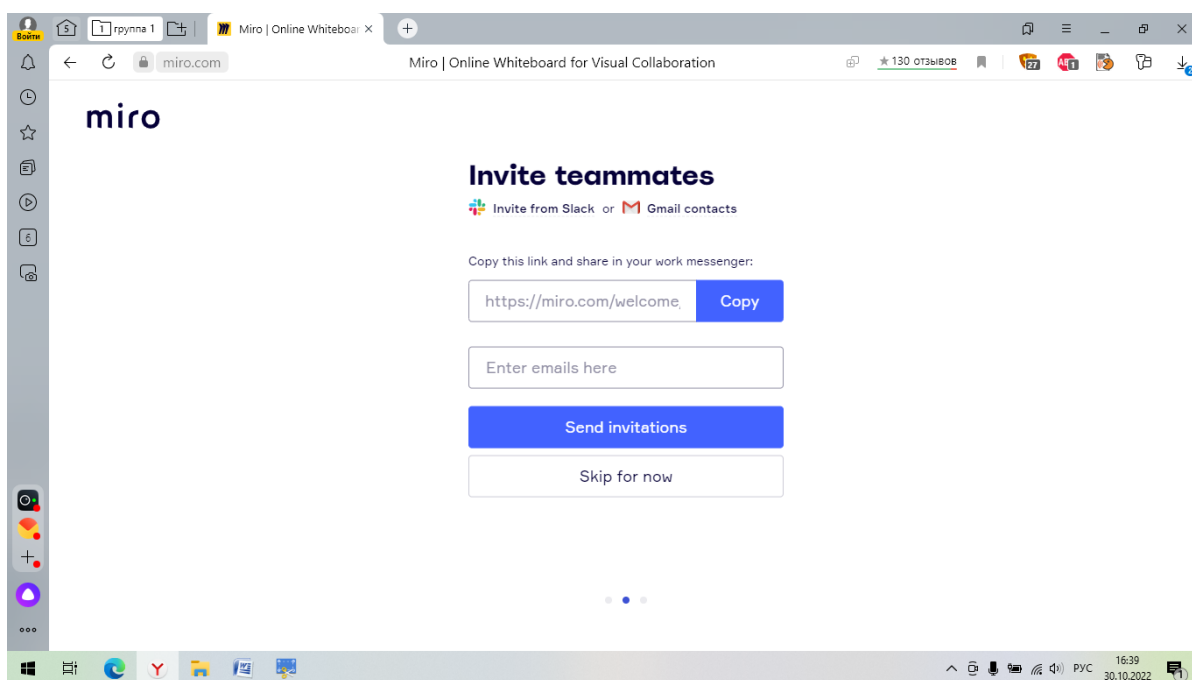 Войти
5
1 группа 1
Miro | Online Whiteboar
miro.com
Miro | Online Whiteboard for Visual Collaboration
★ 130 отзывов
27
1
6
miro
Invite teammates
Invite from Slack or Gmail contacts
Copy this link and share in your work messenger:
https://miro.com/welcome
Copy
Enter emails here
Send invitations
Skip for now
РУС
16:39
30.10.2022